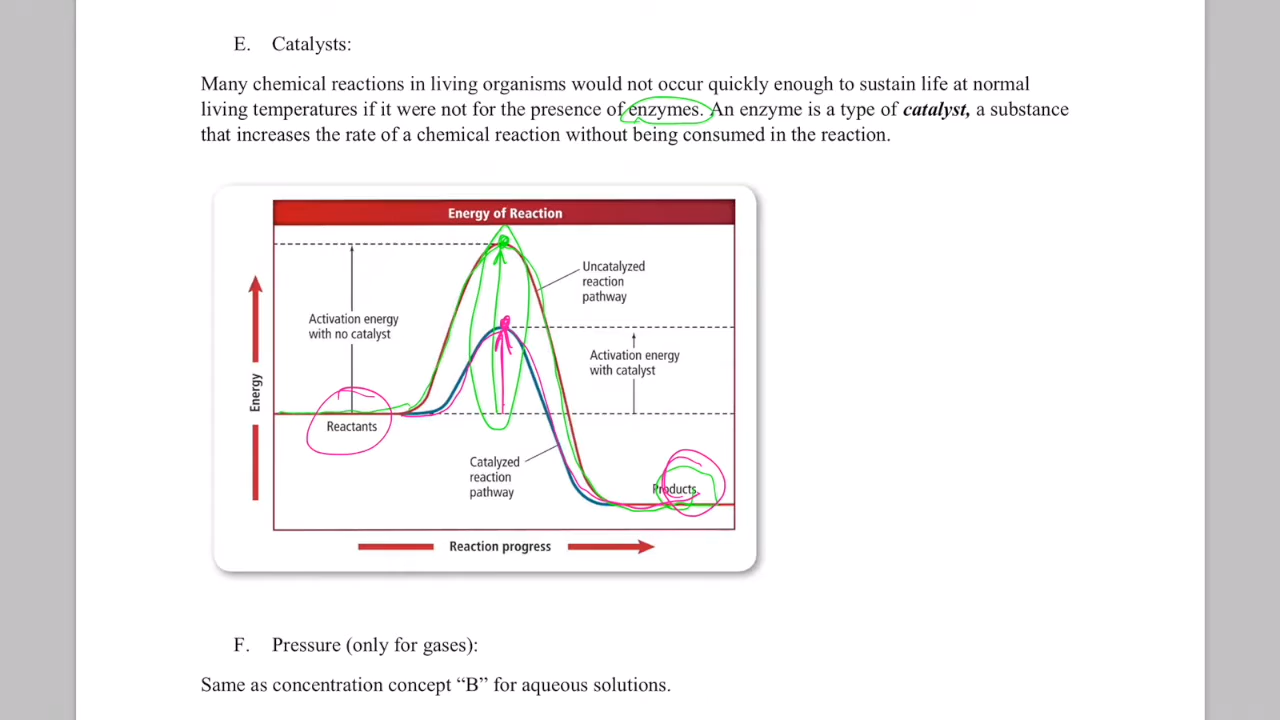 E. Catalysts:
Many chemical reactions in living organisms would not occur quickly enough to sustain life at normal
living temperatures if it were not for the presence of enzymes. An enzyme is a type of catalyst, a substance
that increases the rate of a chemical reaction without being consumed in the reaction.
Energy of Reaction
Uncatalyzed
reaction
pathway
Activation energy
with no catalyst
Activation energy
with catalyst
Energy
Reactants
Catalyzed
reaction
pathway
Products
Reaction progress
F. Pressure (only for gases):
Same as concentration concept “B” for aqueous solutions.